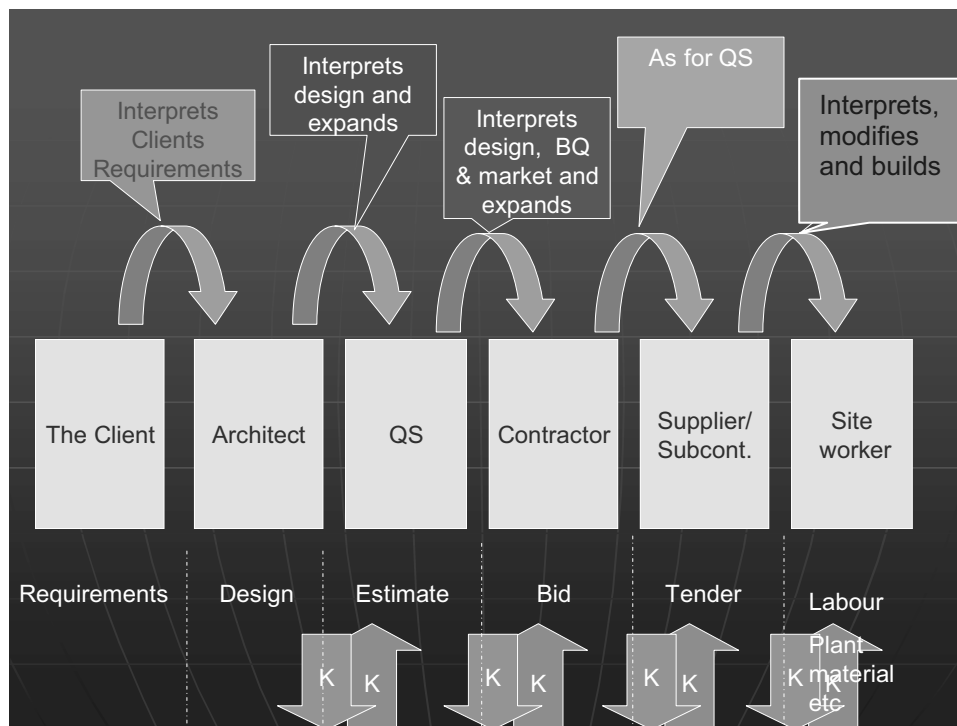 Interprets
Clients
Requirements
Interprets
design and
expands
Interprets
design, BQ
& market and
expands
As for QS
Interprets,
modifies
and builds
The Client
Architect
QS
Contractor
Supplier/
Subcont.
Site
worker
Requirements
Design
Estimate
Bid
Tender
Labour
Plant
material
etc
K
K
K
K
K
K
K
K